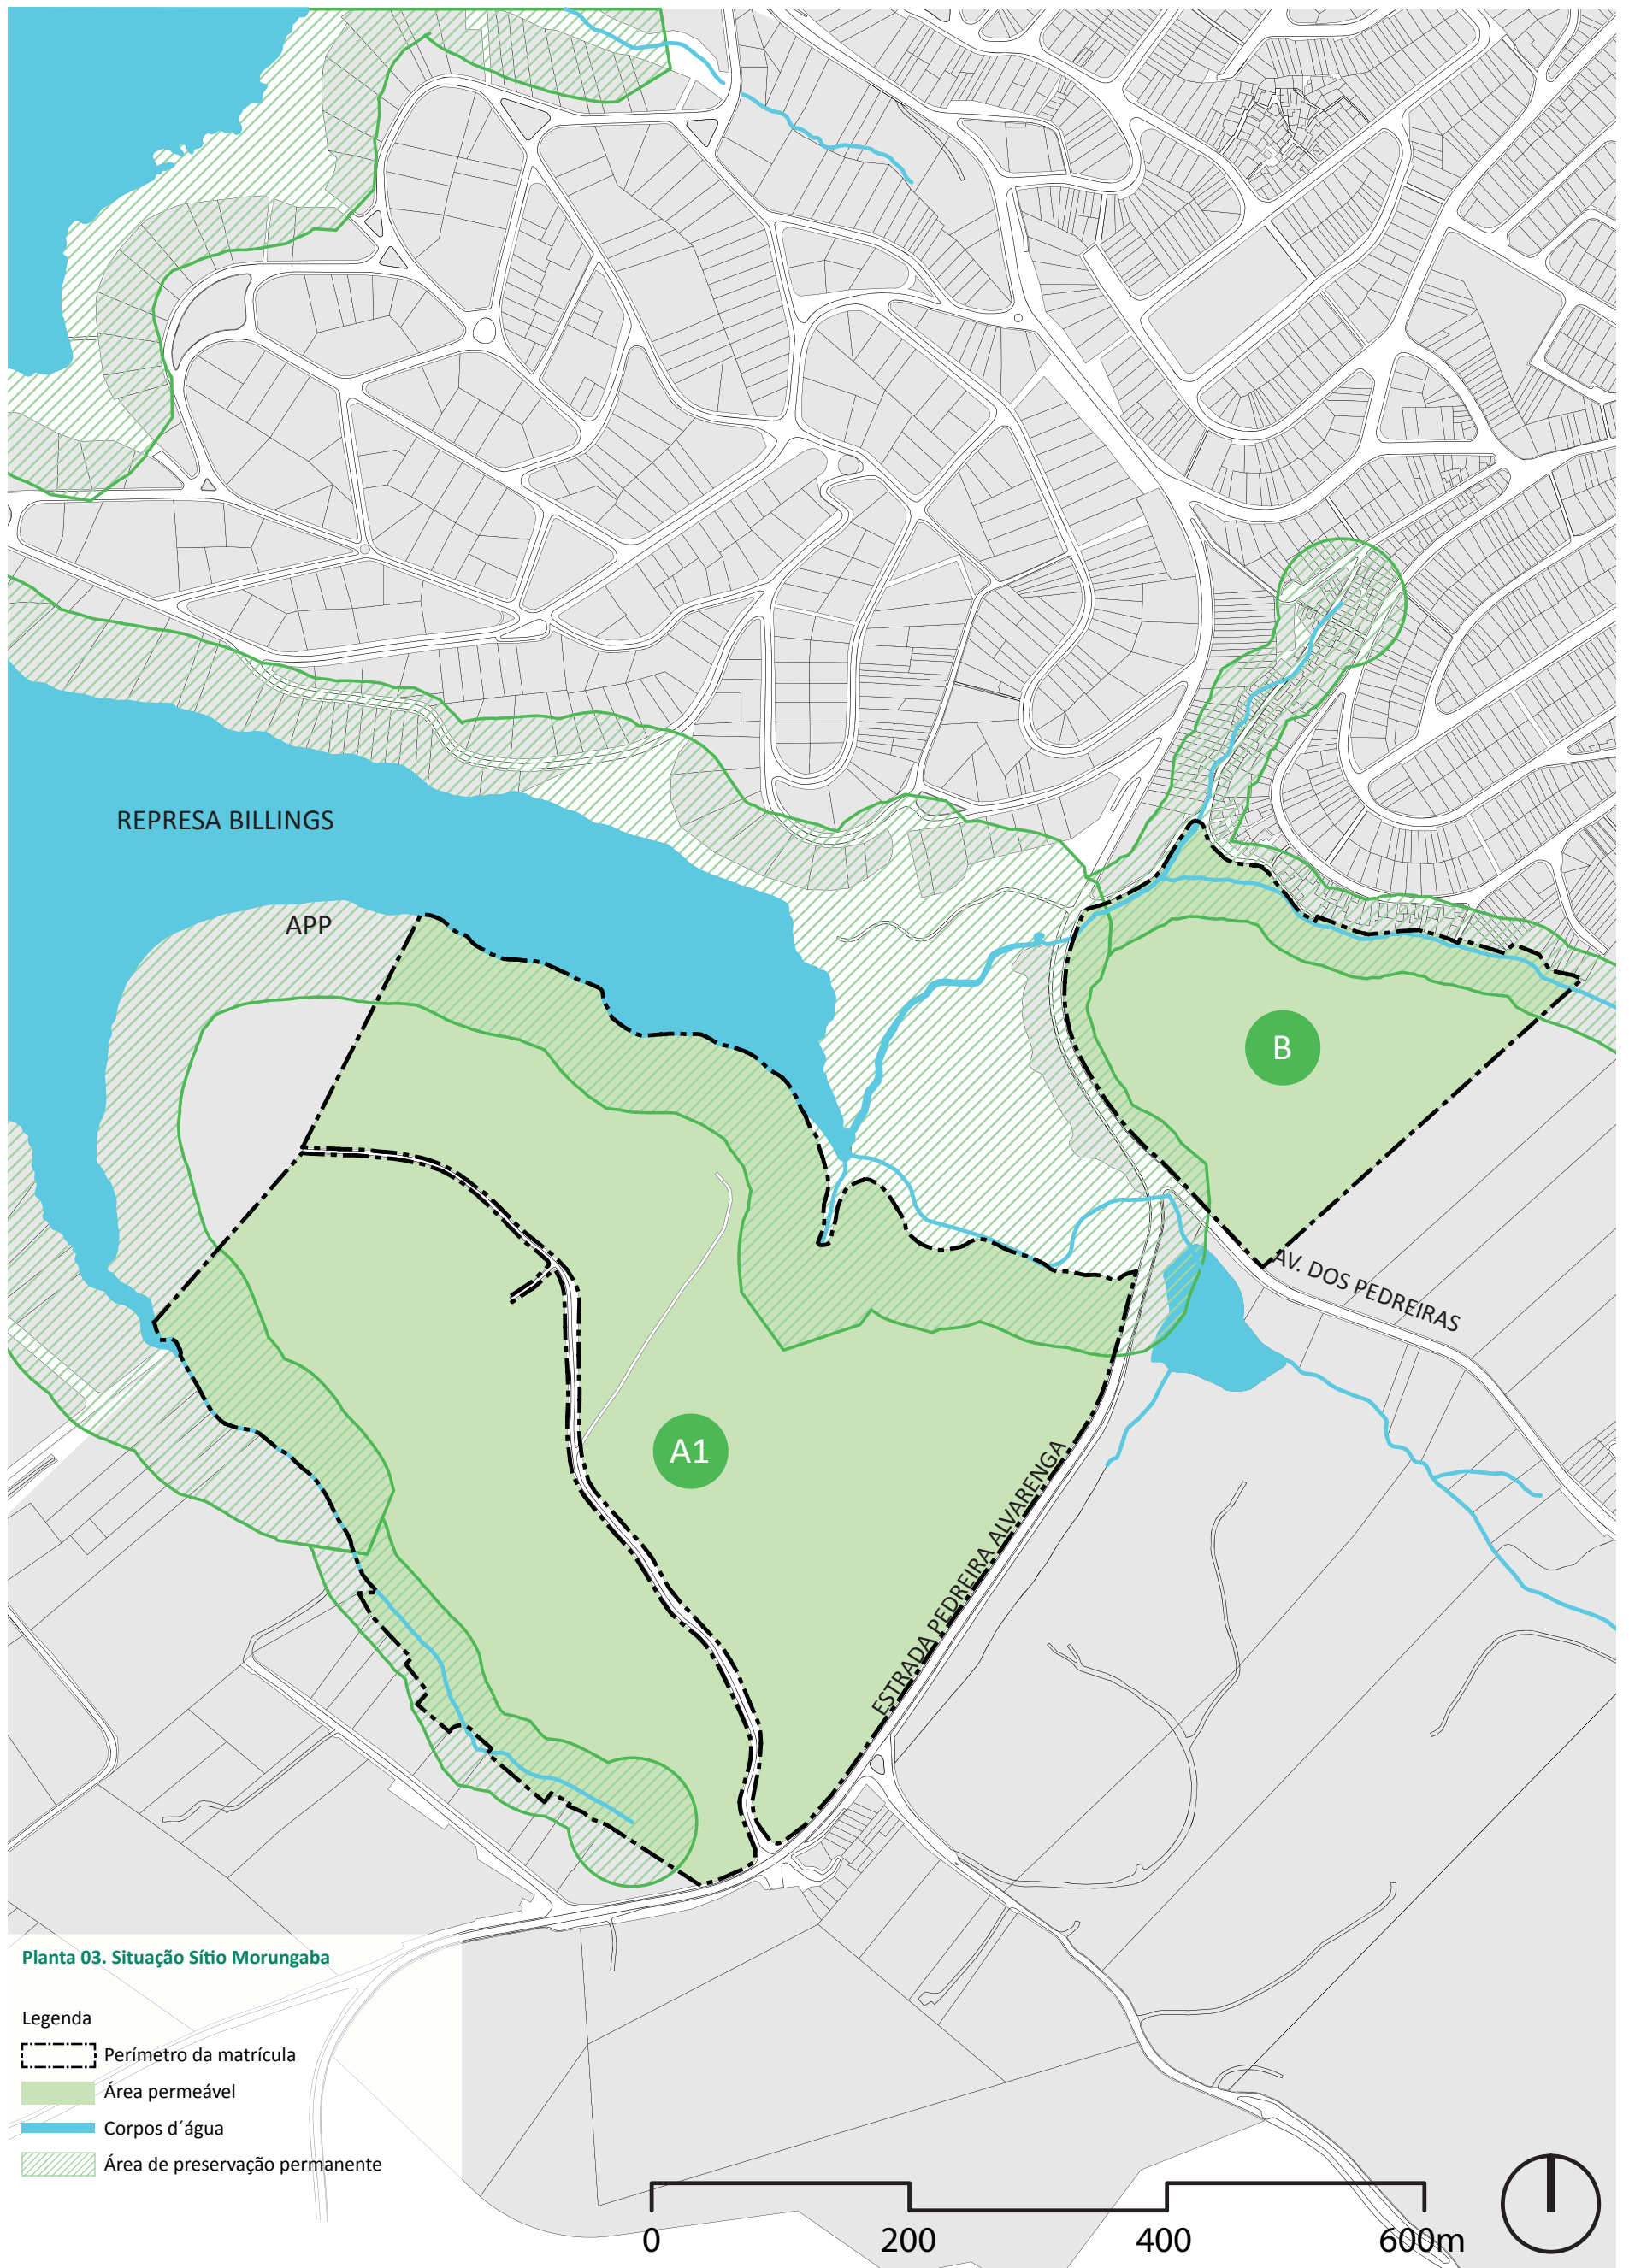 REPRESA BILLINGS
APP
B
AV. DOS PEDREIRAS
A1
ESTRADA PEDREIRA ALVARENGA
Planta 03. Situação Sítio Morungaba
Legenda
Perímetro da matrícula
Área permeável
Corpos d´água
Área de preservação permanente
0 200 400 600m